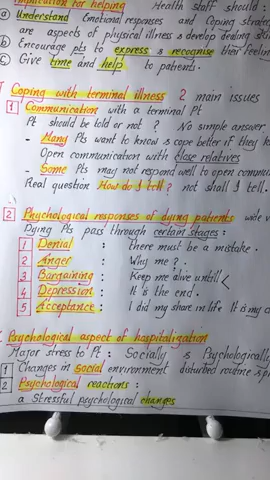 Implication for helping Health staff should :
a Understand Emotional responses and Coping strate
are aspects of physical illness & develop dealing skil
b Encourage pts to express & recognise their feelin
c Give time and help to patients.
Coping with terminal illness 2 main issues
1 Communication with a terminal Pt
Pt should be told or not ? No simple answer
- Many Pts want to know & cope better if they k
Open communication with close relatives
- Some Pts may not respond well to open commu
Real question How do I tell ? not shall I tell.
2 Phychological responses of dying patients wide v
Dying Pts pass through certain stages :
1 Denial : there must be a mistake.
2 Anger : Why me ?
3 Bargaining : Keep me alive untill <
4 Depression : It is the end.
5 Acceptance : I did my share in life It is my
Psychological aspect of hospitalization
Major stress to Pt : Socially & Psychologically
1 Changes in social environment disturbed routine &
2 Psychological reactions :
a Stressful psychological changes